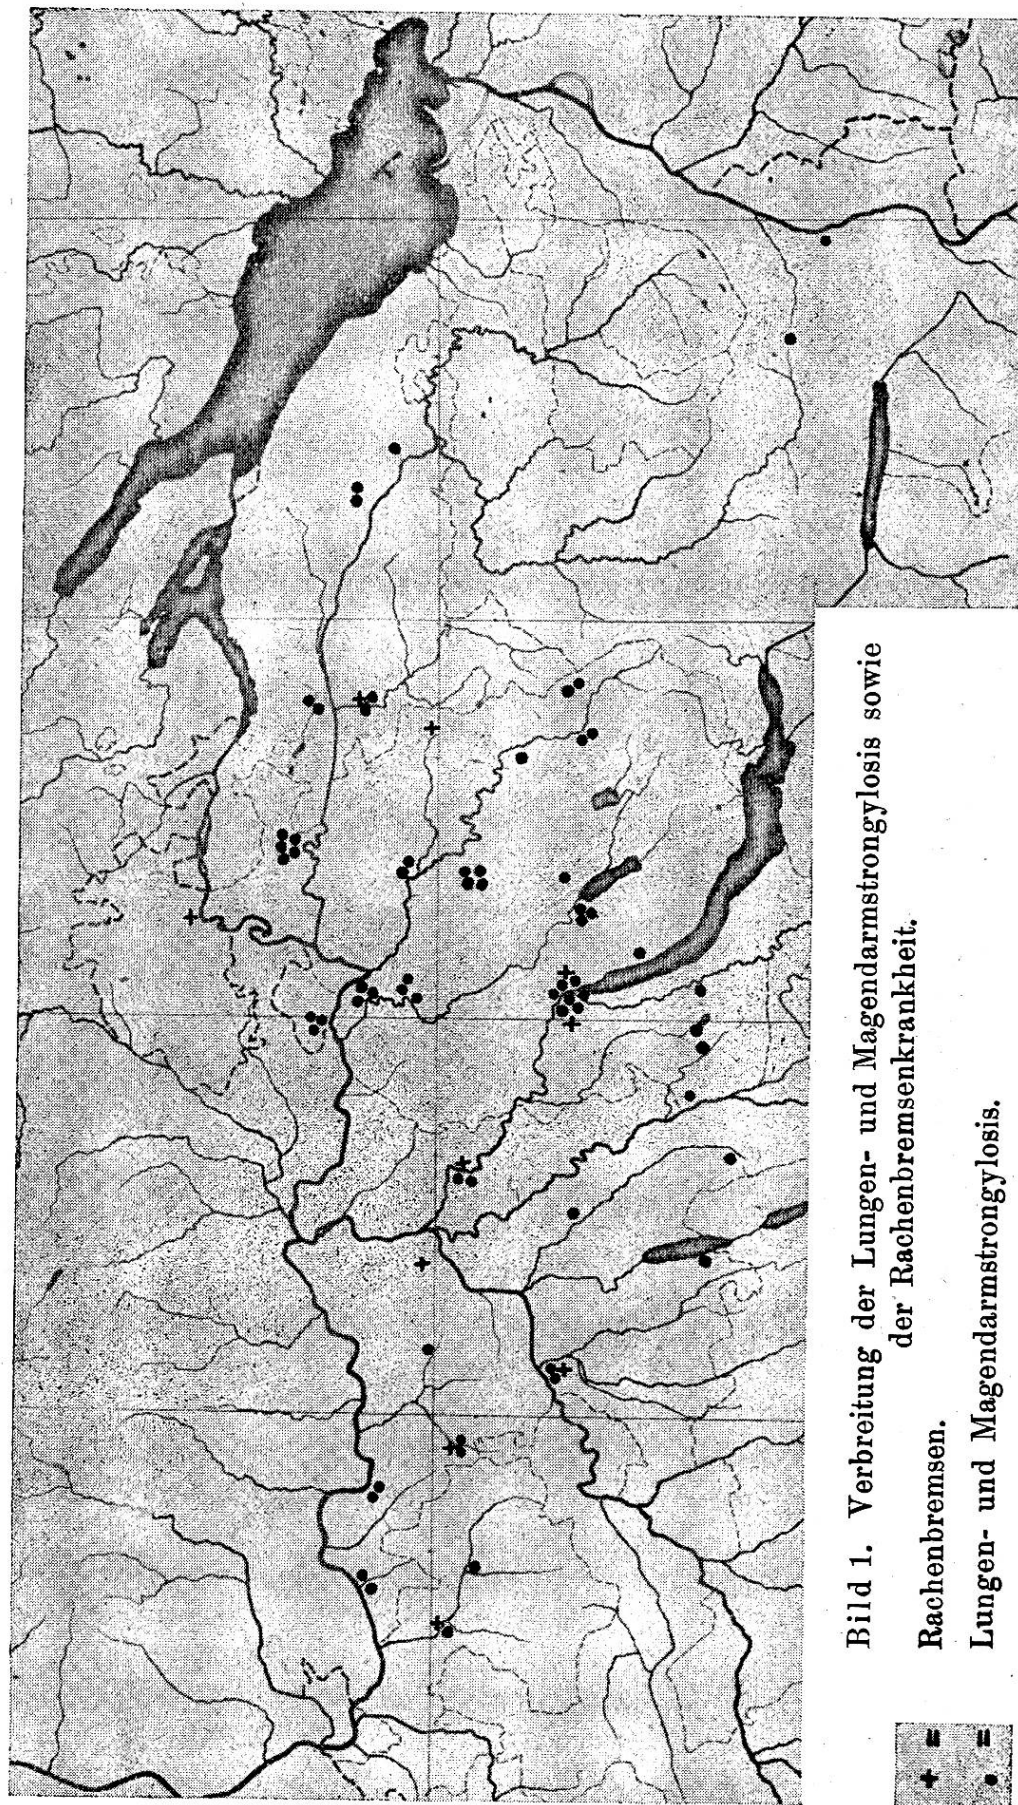 Bild 1. Verbreitung der Lungen- und Magendarmstrongylosis sowie
der Rachenbremsenkrankheit.
+ = Rachenbremsen.
• = Lungen- und Magendarmstrongylosis.